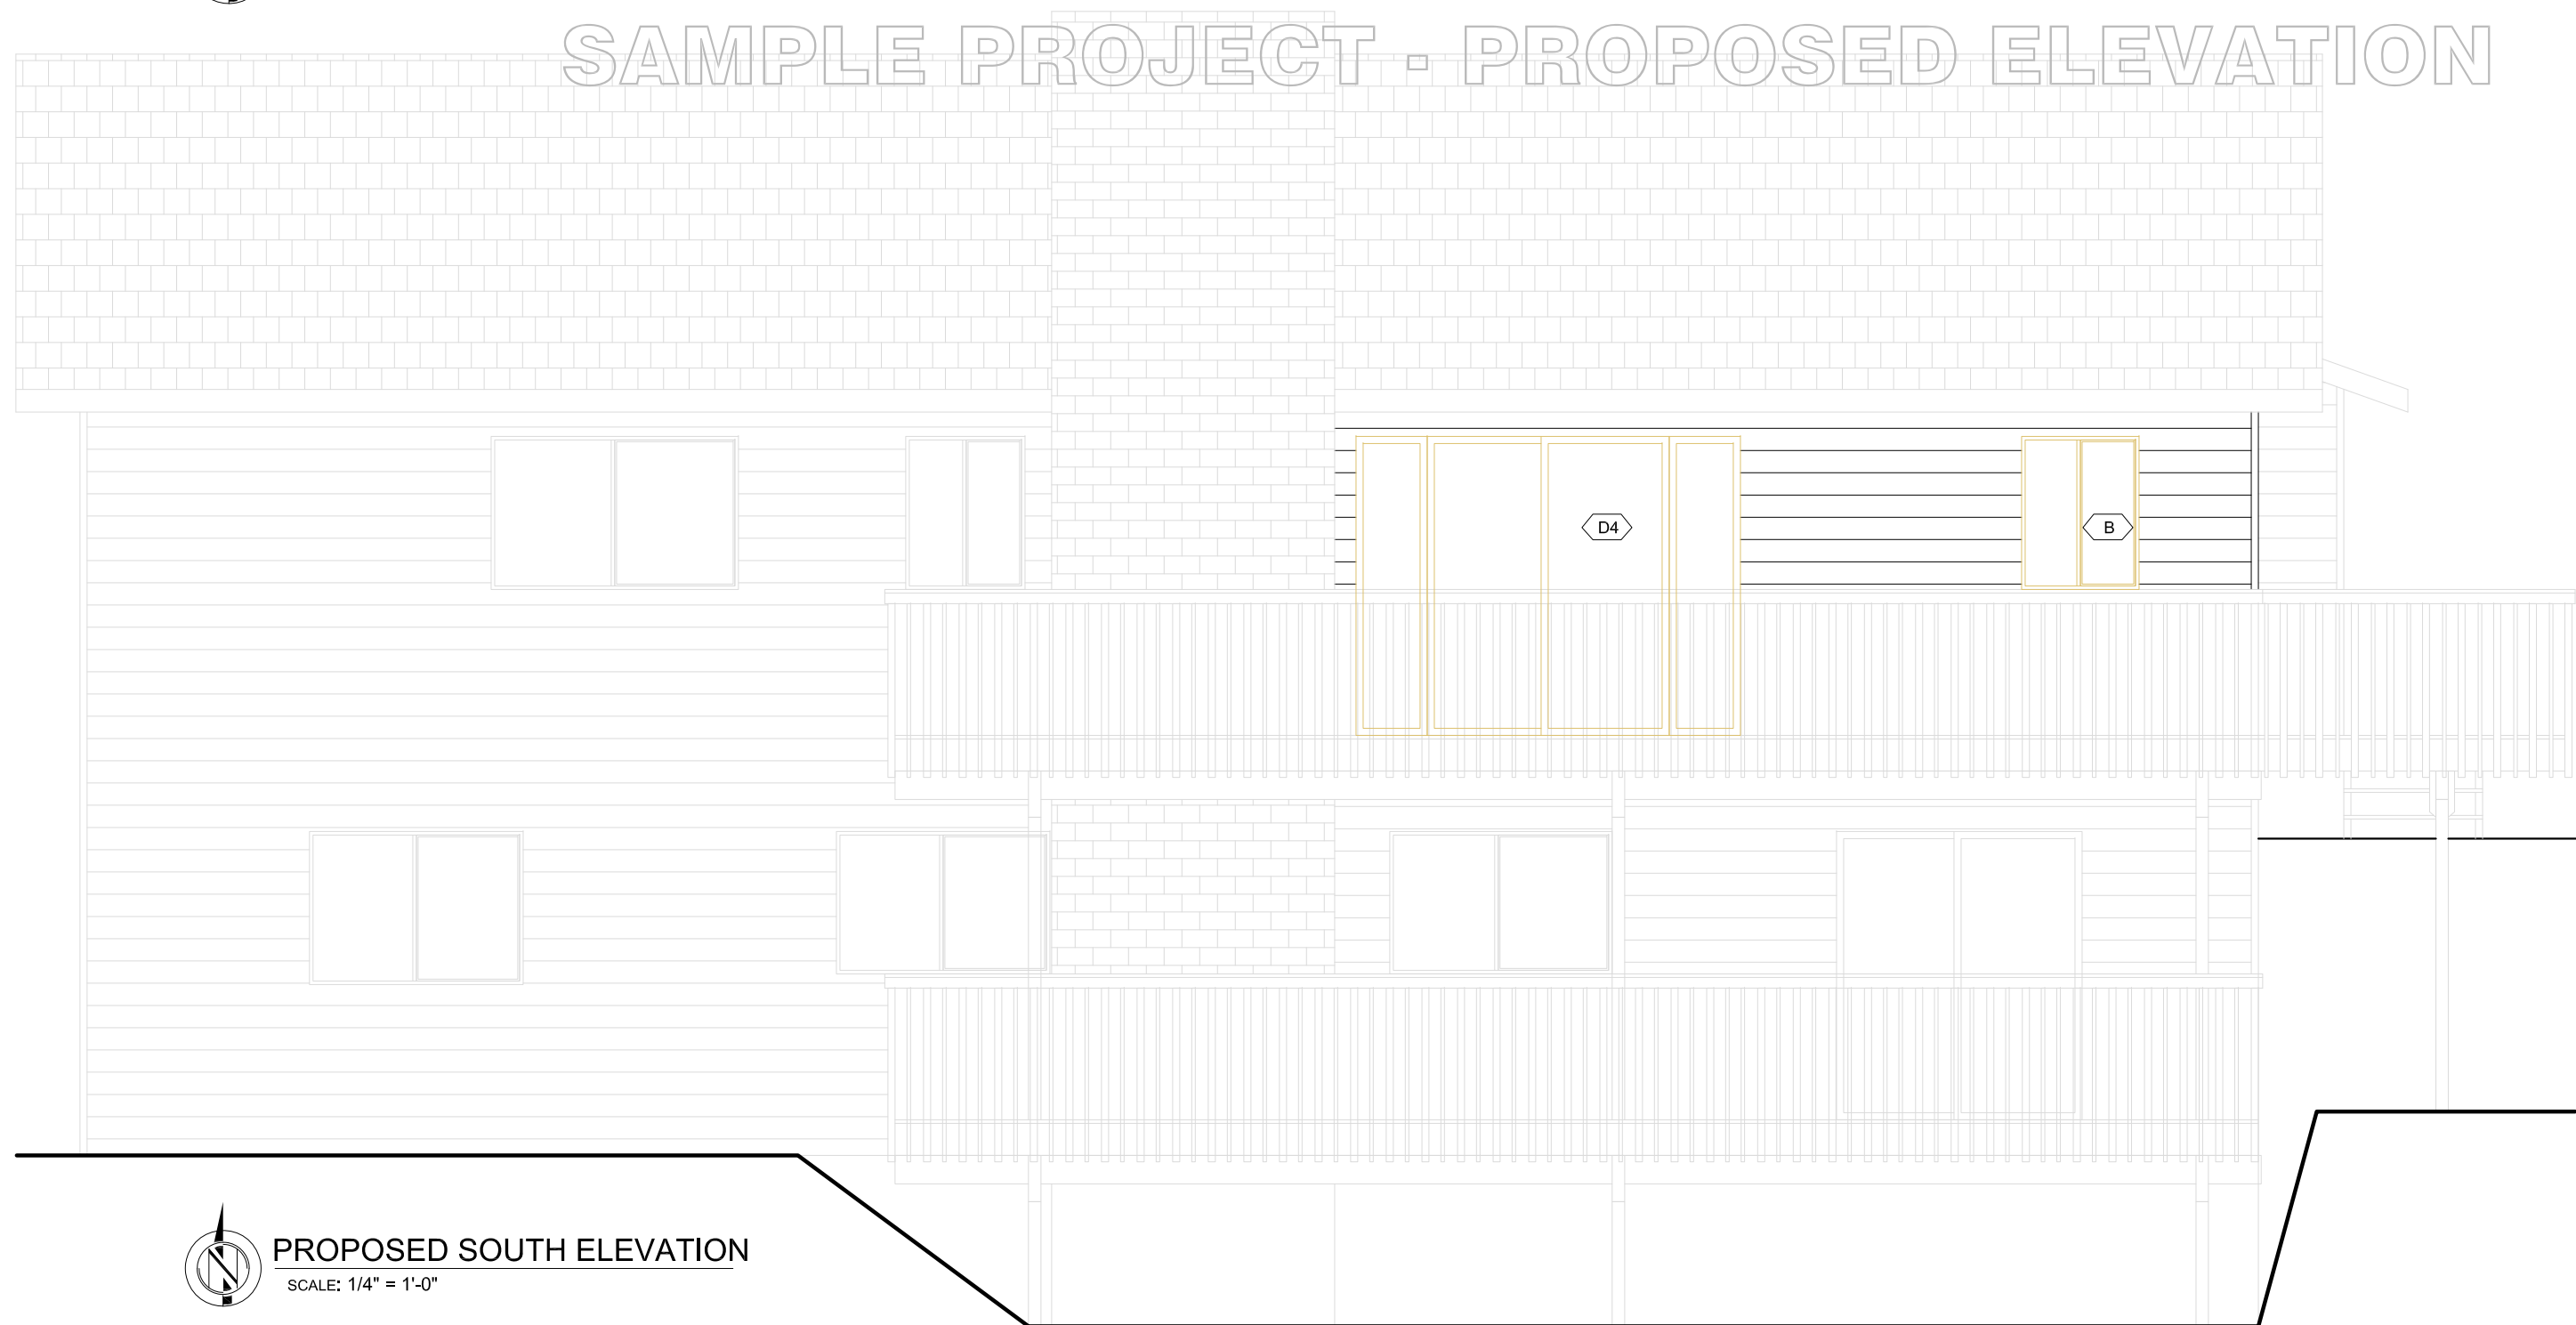 SAMPLE PROJECT - PROPOSED ELEVATION
D4
B
N
PROPOSED SOUTH ELEVATION
SCALE: 1/4" = 1'-0"